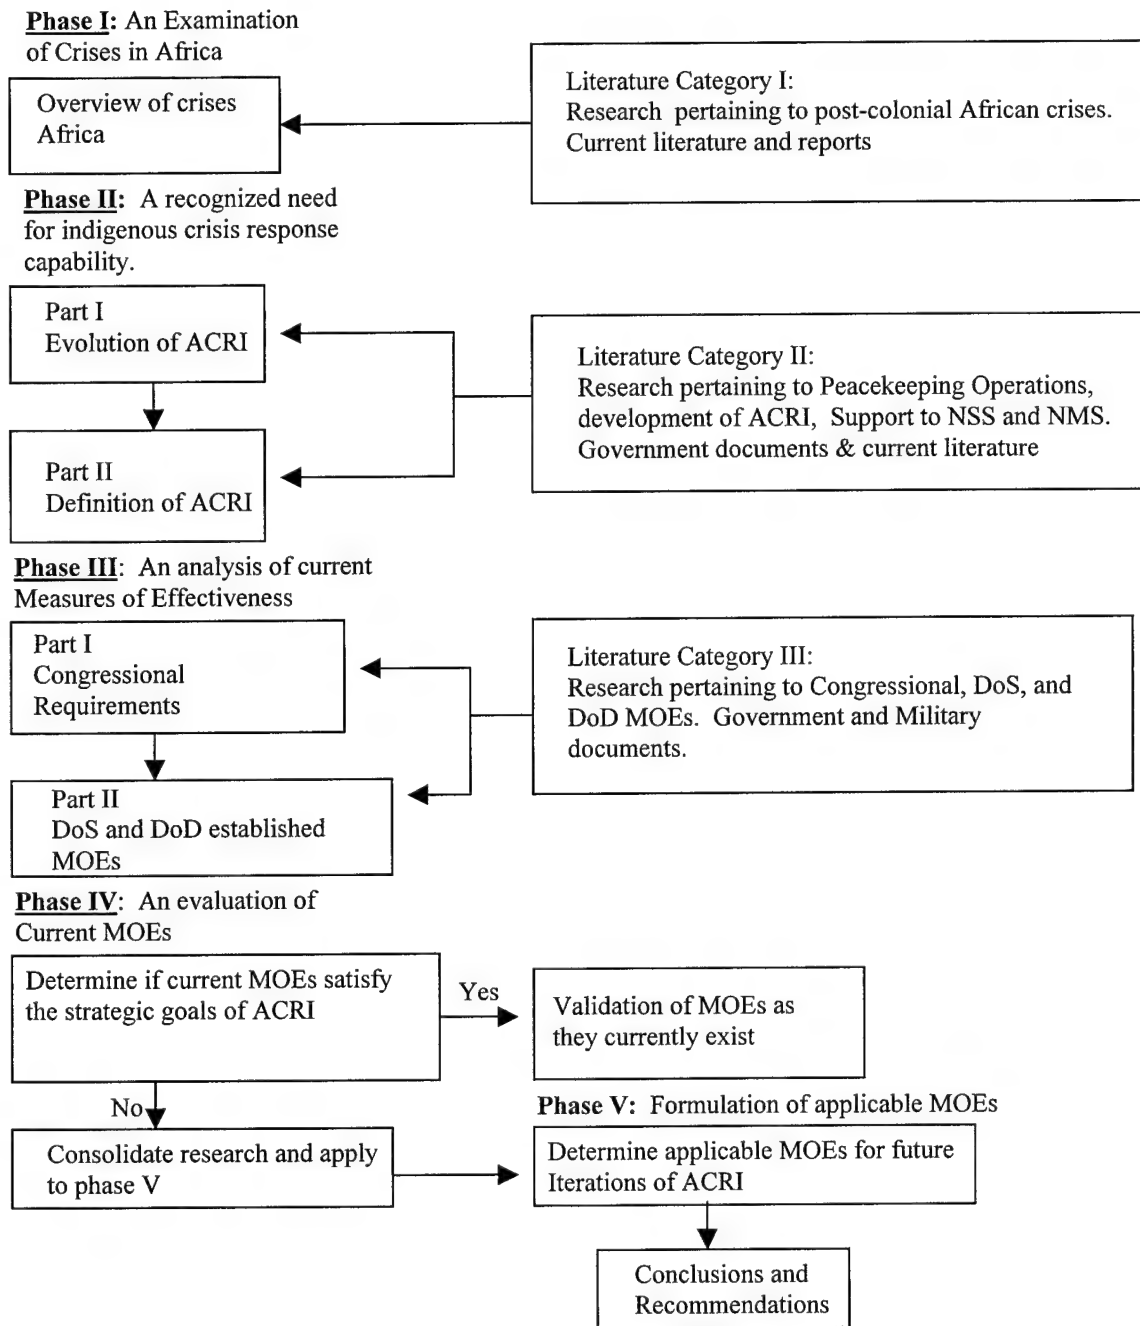 Phase I: An Examination
of Crises in Africa
Overview of crises
Africa
Literature Category I:
Research pertaining to post-colonial African crises.
Current literature and reports
Phase II: A recognized need
for indigenous crisis response
capability.
Part I
Evolution of ACRI
Part II
Definition of ACRI
Literature Category II:
Research pertaining to Peacekeeping Operations,
development of ACRI, Support to NSS and NMS.
Government documents & current literature
Phase III: An analysis of current
Measures of Effectiveness
Part I
Congressional
Requirements
Part II
DoS and DoD established
MOEs
Literature Category III:
Research pertaining to Congressional, DoS, and
DoD MOEs. Government and Military
documents.
Phase IV: An evaluation of
Current MOEs
Determine if current MOEs satisfy
the strategic goals of ACRI
Yes
Validation of MOEs as
they currently exist
No
Consolidate research and apply
to phase V
Phase V: Formulation of applicable MOEs
Determine applicable MOEs for future
Iterations of ACRI
Conclusions and
Recommendations